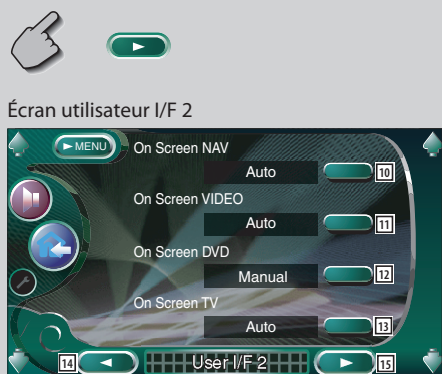 Écran utilisateur I/F 2
MENU
On Screen NAV
Auto
10
On Screen VIDEO
Auto
11
On Screen DVD
Manual
12
On Screen TV
Auto
13
14
User I/F 2
15